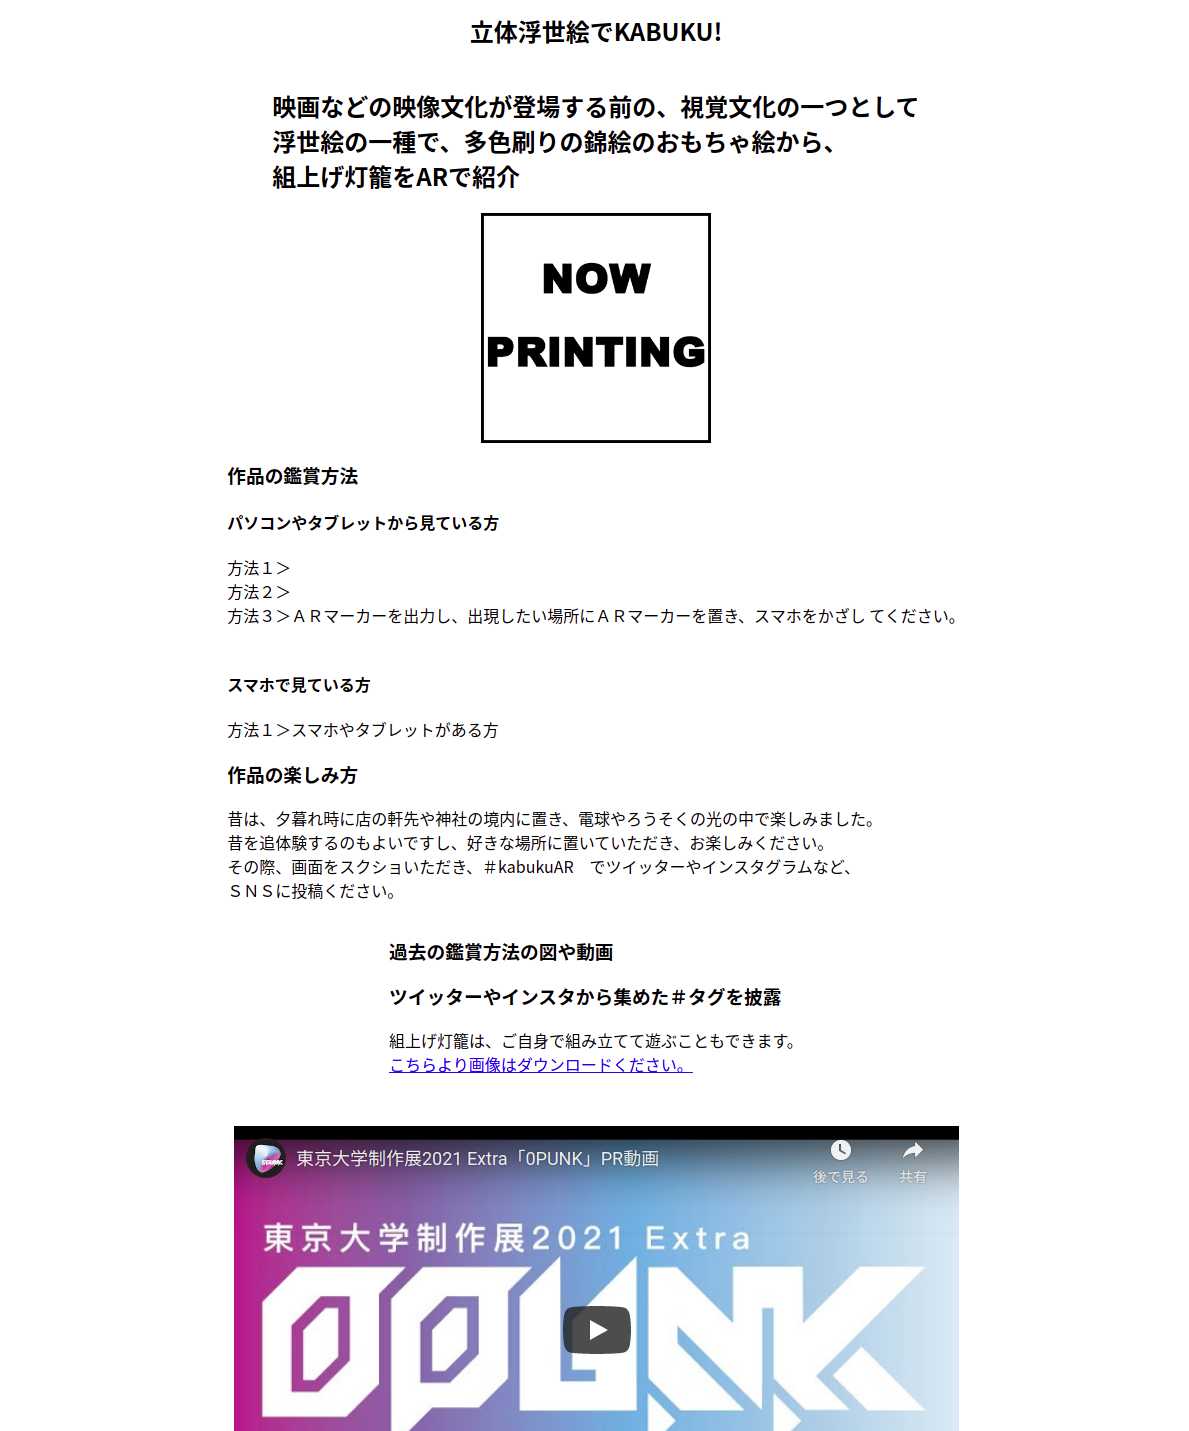 立体浮世絵でKABUKU!
映画などの映像文化が登場する前の、視覚文化の一つとして
浮世絵の一種で、多色刷りの錦絵のおもちゃ絵から、
組上げ灯籠をARで紹介
NOW
PRINTING
作品の鑑賞方法
パソコンやタブレットから見ている方
方法１＞
方法２＞
方法３＞ＡＲマーカーを出力し、出現したい場所にＡＲマーカーを置き、スマホをかざし てください。
スマホで見ている方
方法１＞スマホやタブレットがある方
作品の楽しみ方
昔は、夕暮れ時に店の軒先や神社の境内に置き、電球やろうそくの光の中で楽しみました。
昔を追体験するのもよいですし、好きな場所に置いていただき、お楽しみください。
その際、画面をスクショいただき、＃kabukuAR　でツイッターやインスタグラムなど、
ＳＮＳに投稿ください。
過去の鑑賞方法の図や動画
ツイッターやインスタから集めた＃タグを披露
組上げ灯籠は、ご自身で組み立てて遊ぶこともできます。
こちらより画像はダウンロードください。
東京大学制作展2021 Extra「0PUNK」PR動画
後で見る
共有
東京大学制作展2021 Extra
0PUNK